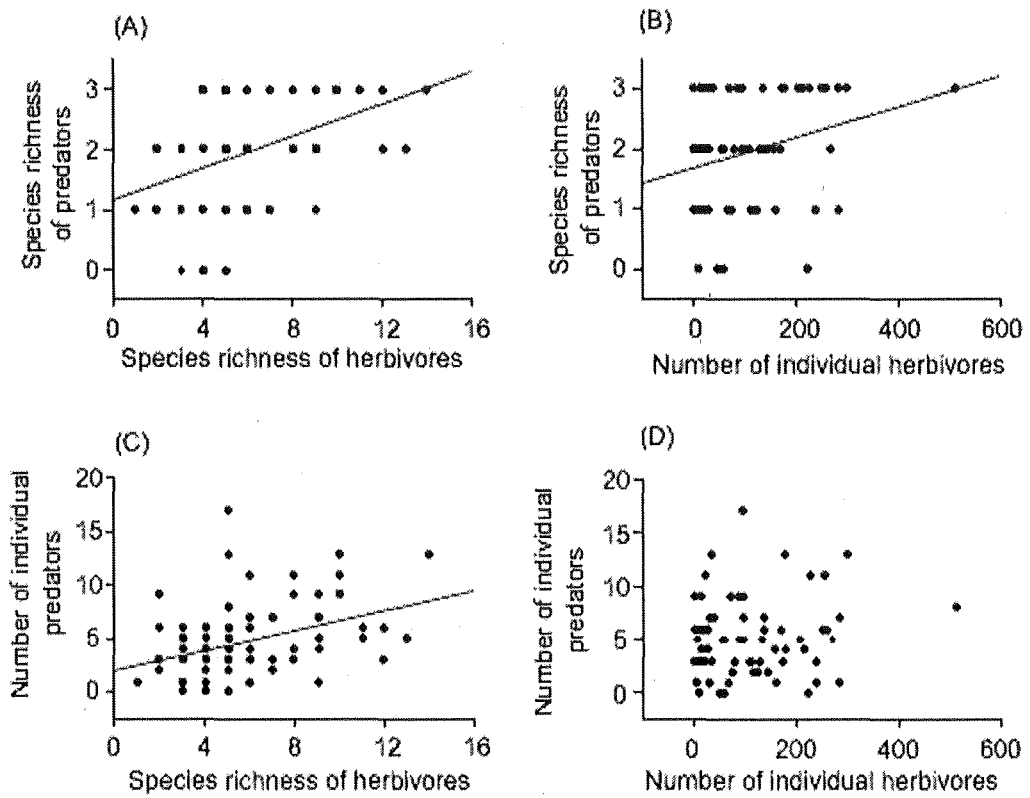 (A)
Species richness
of predators
3
2
1
0
0 4 8 12 16
Species richness of herbivores
(B)
Species richness
of predators
3
2
1
0
0 200 400 600
Number of individual herbivores
(C)
Number of individual
predators
20
15
10
5
0
0 4 8 12 16
Species richness of herbivores
(D)
Number of individual
predators
20
15
10
5
0
0 200 400 600
Number of individual herbivores